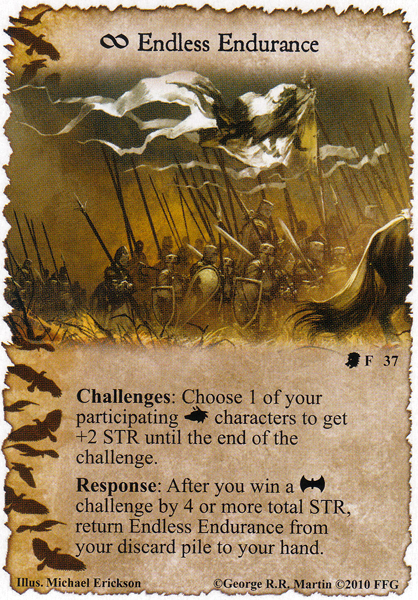 ∞ Endless Endurance
F 37
Challenges: Choose 1 of your
participating characters to get
+2 STR until the end of the
challenge.
Response: After you win a
challenge by 4 or more total STR,
return Endless Endurance from
your discard pile to your hand.
Illus. Michael Erickson ©George R.R. Martin ©2010 FFG